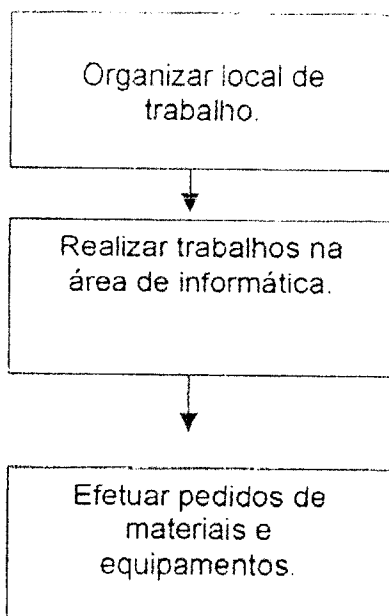 Organizar local de
trabalho.
Realizar trabalhos na
área de informática.
Efetuar pedidos de
materiais e
equipamentos.